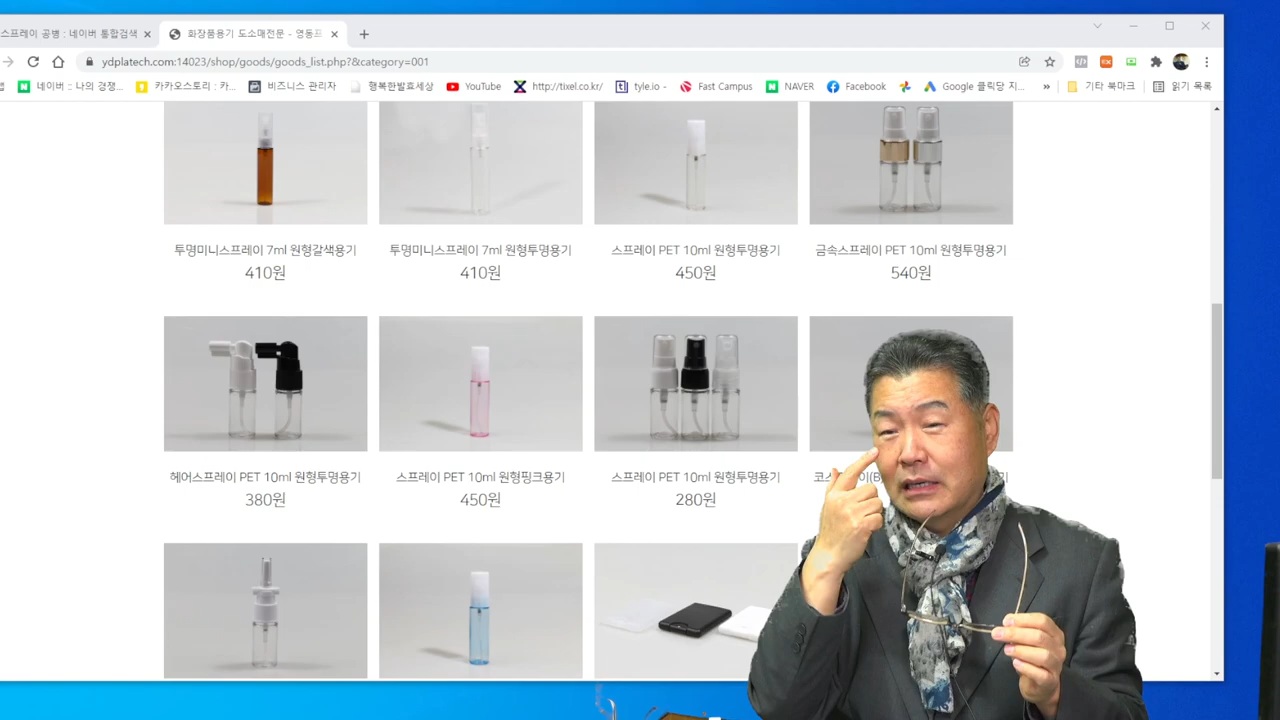 스프레이 공병 : 네이버 통합검색
화장품용기 도소매전문 - 영동프
ydplatech.com:14023/shop/goods/goods_list.php?&category=001
네이버 :: 나의 경쟁...
카카오스토리 : 카...
비즈니스 관리자
행복한발효세상
YouTube
http://tixel.co.kr/
tyle.io -
Fast Campus
NAVER
Facebook
Google 클릭당 지...
»
기타 북마크
읽기 목록
투명미니스프레이 7ml 원형갈색용기
410원
투명미니스프레이 7ml 원형투명용기
410원
스프레이 PET 10ml 원형투명용기
450원
금속스프레이 PET 10ml 원형투명용기
540원
헤어스프레이 PET 10ml 원형투명용기
380원
스프레이 PET 10ml 원형핑크용기
450원
스프레이 PET 10ml 원형투명용기
280원